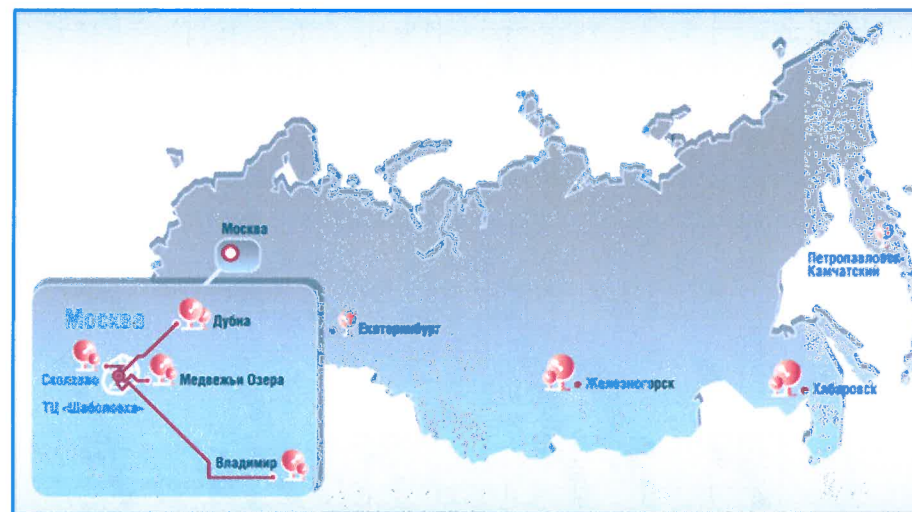 Москва
Петропавловск
Камчатский
Москва
Дубна
Екатеринбург
Сколково
Медвежьи Озера
Железногорск
Хабаровск
ТЦ «Шаболовка»
Владимир